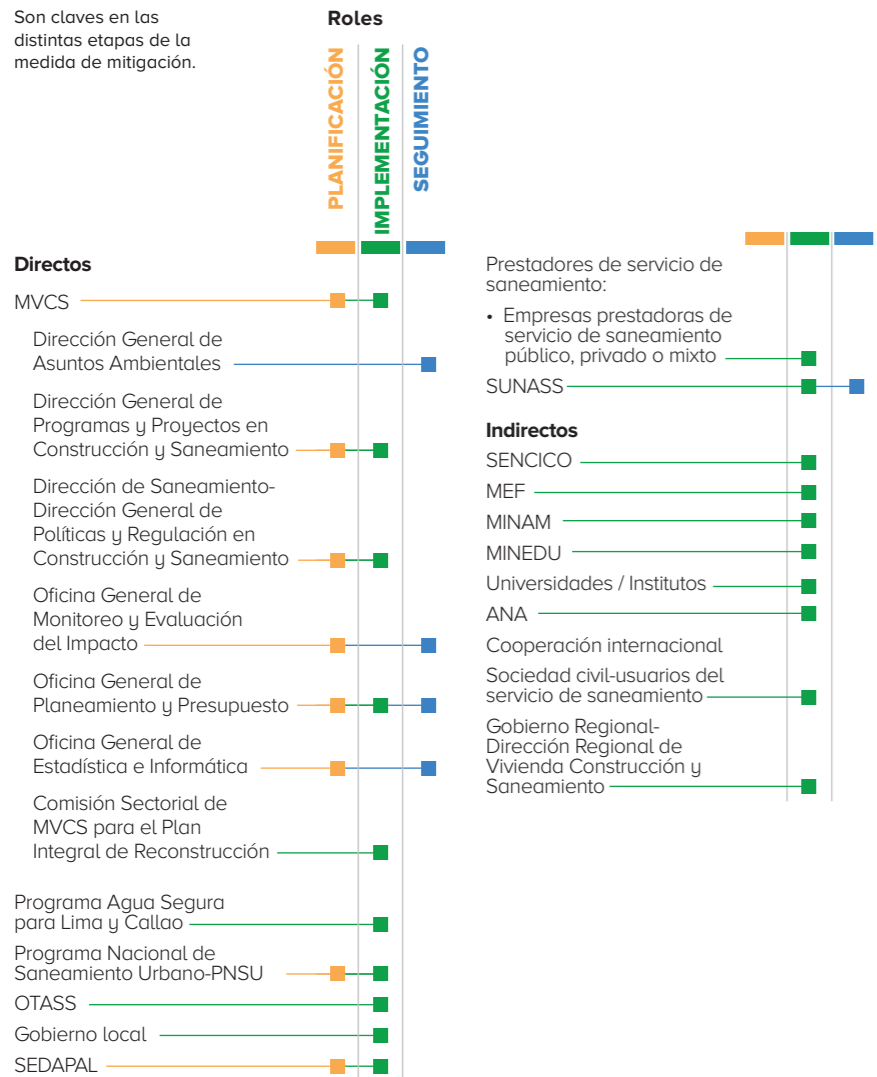 Son claves en las
distintas etapas de la
medida de mitigación.
Roles
PLANIFICACIÓN
IMPLEMENTACIÓN
SEGUIMIENTO
Directos
MVCS
Dirección General de
Asuntos Ambientales
Dirección General de
Programas y Proyectos en
Construcción y Saneamiento
Dirección de Saneamiento-
Dirección General de
Políticas y Regulación en
Construcción y Saneamiento
Oficina General de
Monitoreo y Evaluación
del Impacto
Oficina General de
Planeamiento y Presupuesto
Oficina General de
Estadística e Informática
Comisión Sectorial de
MVCS para el Plan
Integral de Reconstrucción
Programa Agua Segura
para Lima y Callao
Programa Nacional de
Saneamiento Urbano-PNSU
OTASS
Gobierno local
SEDAPAL
Prestadores de servicio de
saneamiento:
• Empresas prestadoras de
servicio de saneamiento
público, privado o mixto
SUNASS
Indirectos
SENCICO
MEF
MINAM
MINEDU
Universidades / Institutos
ANA
Cooperación internacional
Sociedad civil-usuarios del
servicio de saneamiento
Gobierno Regional-
Dirección Regional de
Vivienda Construcción y
Saneamiento